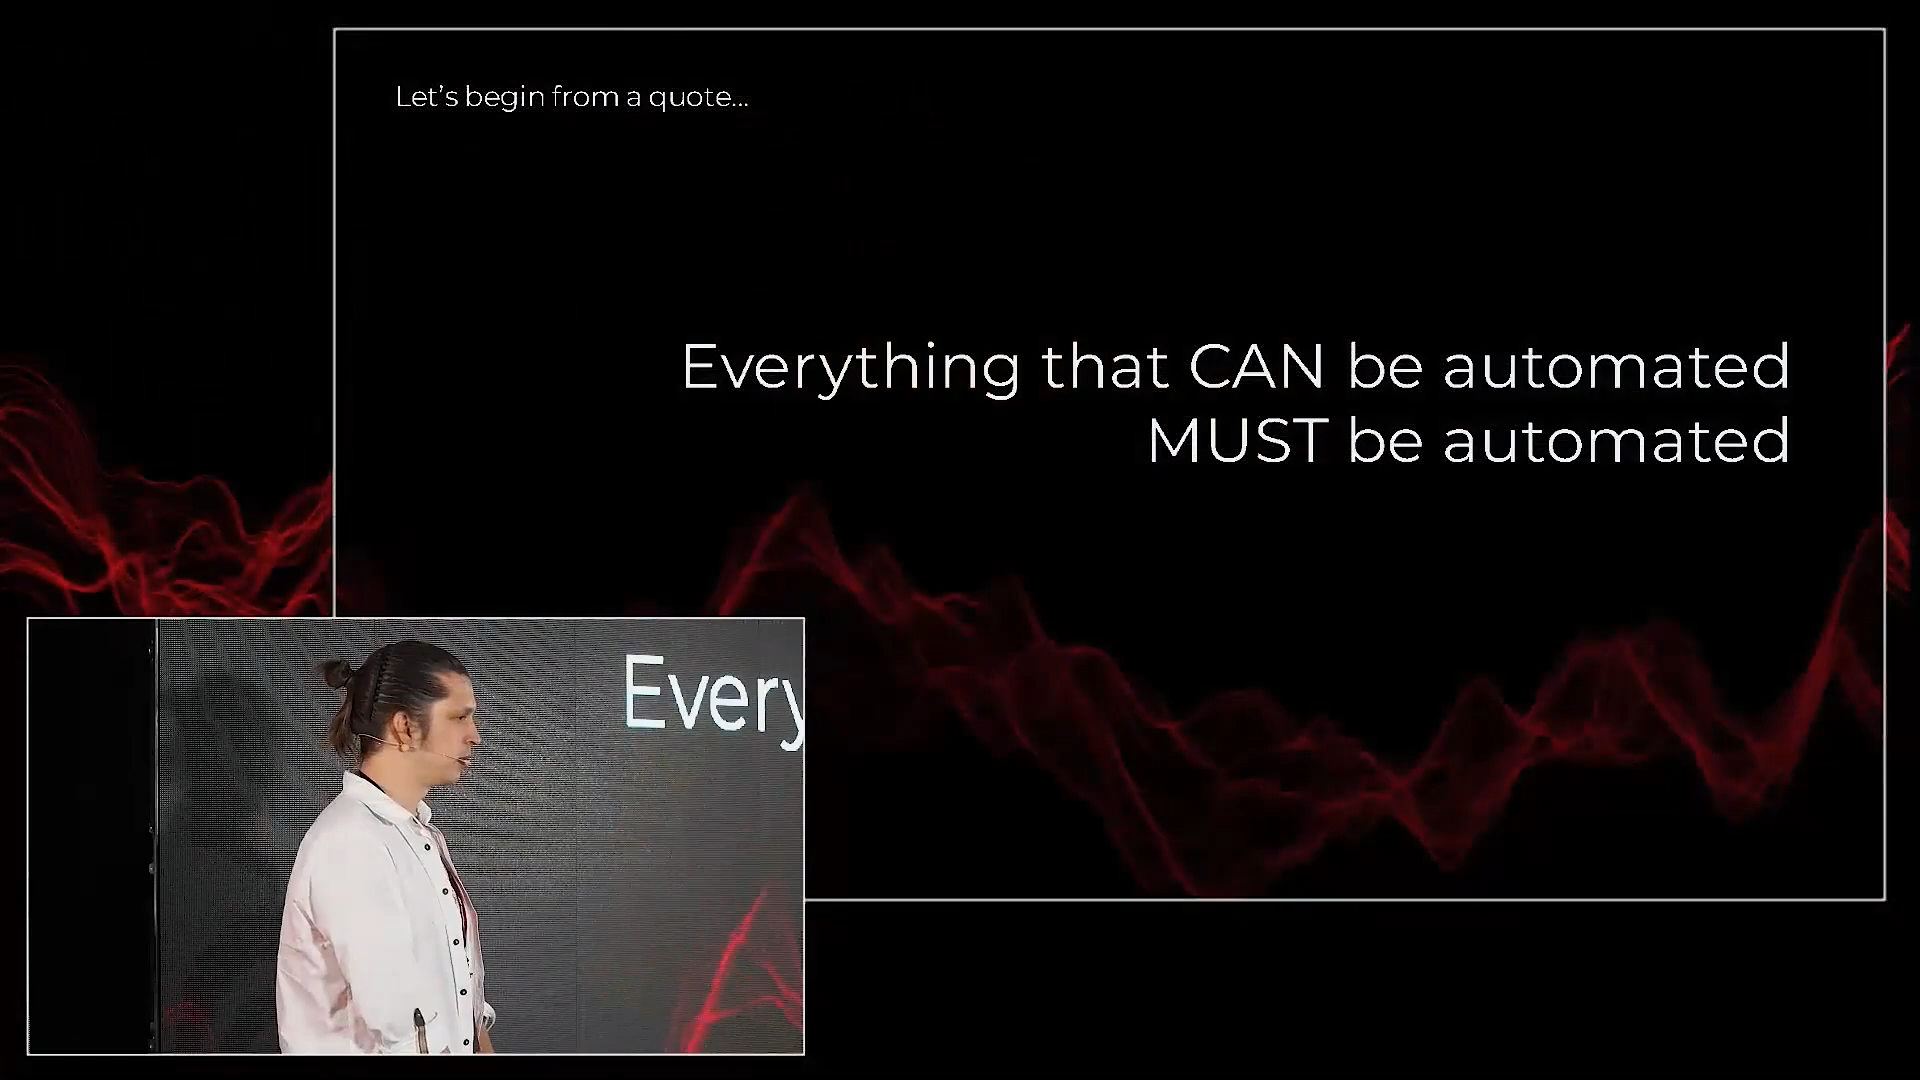 Let's begin from a quote...
Everything that CAN be automated
MUST be automated
Every